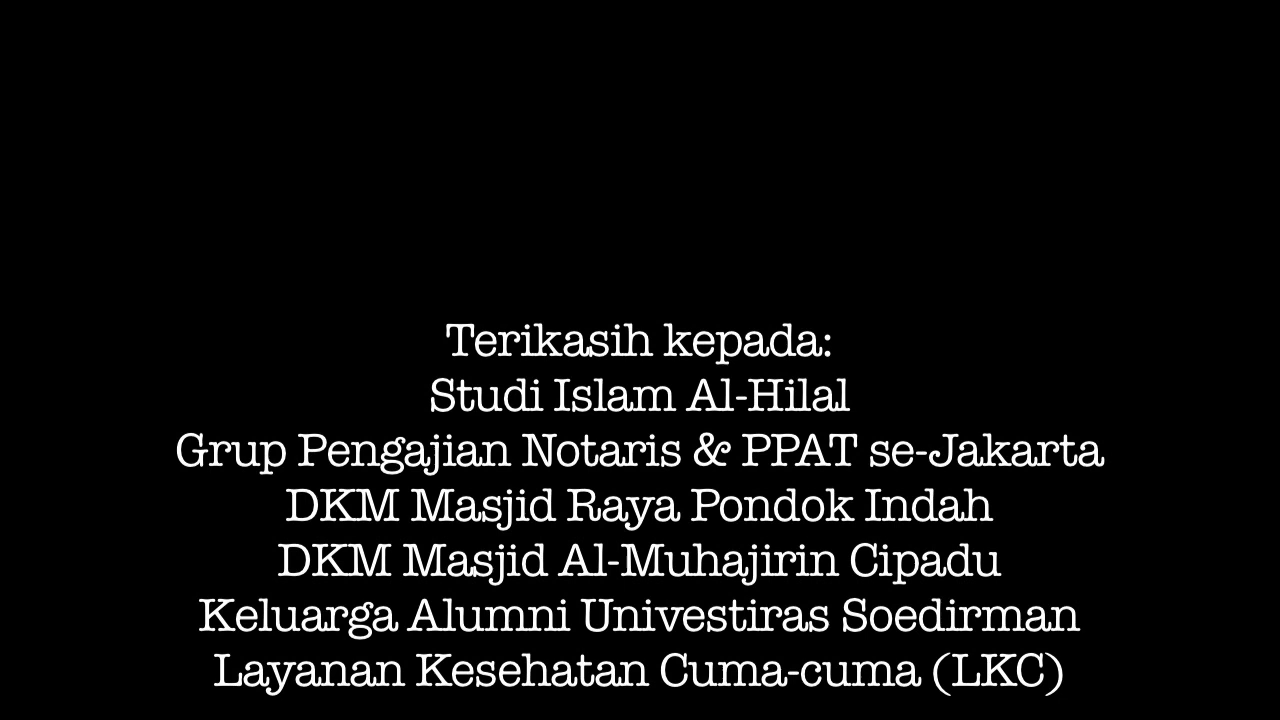 Terikasih kepada:
Studi Islam Al-Hilal
Grup Pengajian Notaris & PPAT se-Jakarta
DKM Masjid Raya Pondok Indah
DKM Masjid Al-Muhajirin Cipadu
Keluarga Alumni Univestiras Soedirman
Layanan Kesehatan Cuma-cuma (LKC)